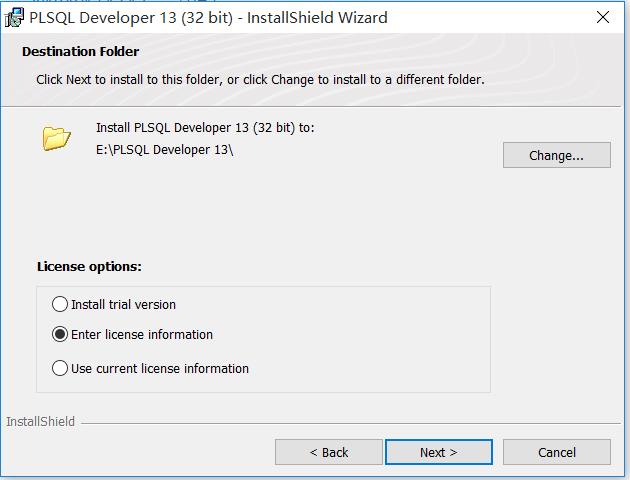 PLSQL Developer 13 (32 bit) - InstallShield Wizard
Destination Folder
Click Next to install to this folder, or click Change to install to a different folder.
Install PLSQL Developer 13 (32 bit) to:
E:\PLSQL Developer 13\
Change...
License options:
Install trial version
Enter license information
Use current license information
InstallShield
< Back
Next >
Cancel